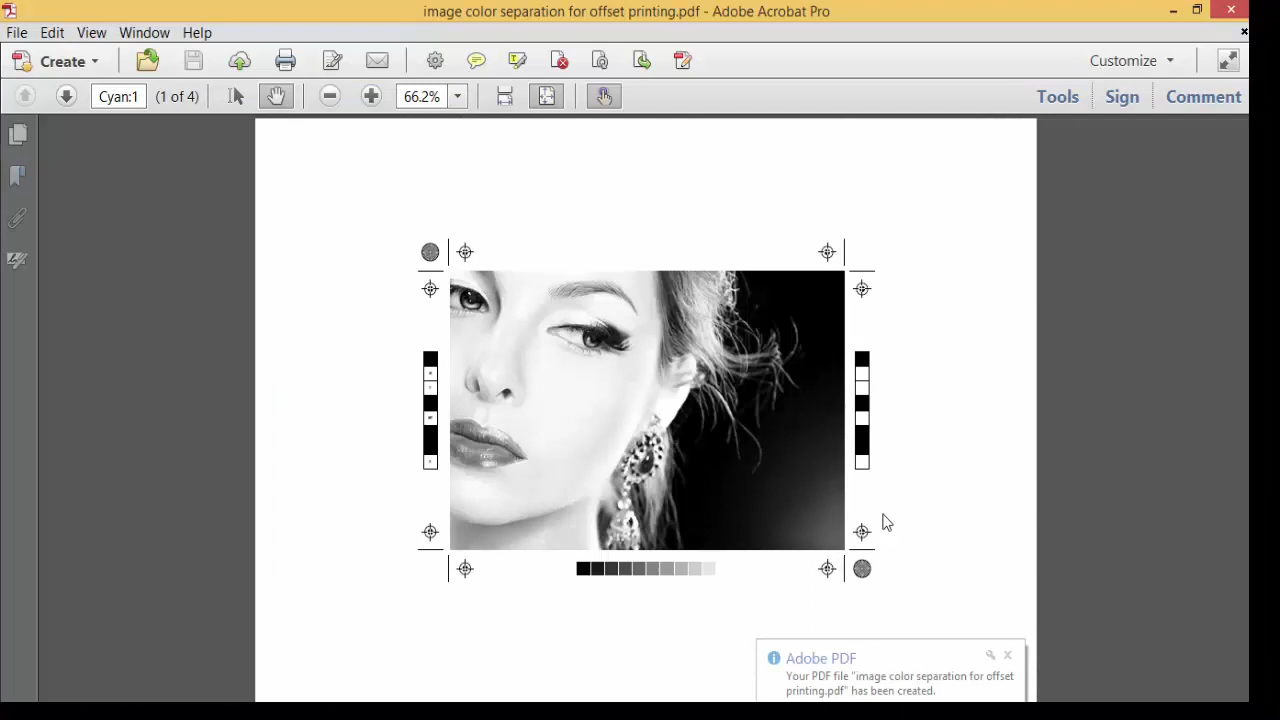 image color separation for offset printing.pdf - Adobe Acrobat Pro
File Edit View Window Help
Create Customize
Cyan:1 (1 of 4) 66.2% Tools Sign Comment
Adobe PDF
Your PDF file "image color separation for offset
printing.pdf" has been created.